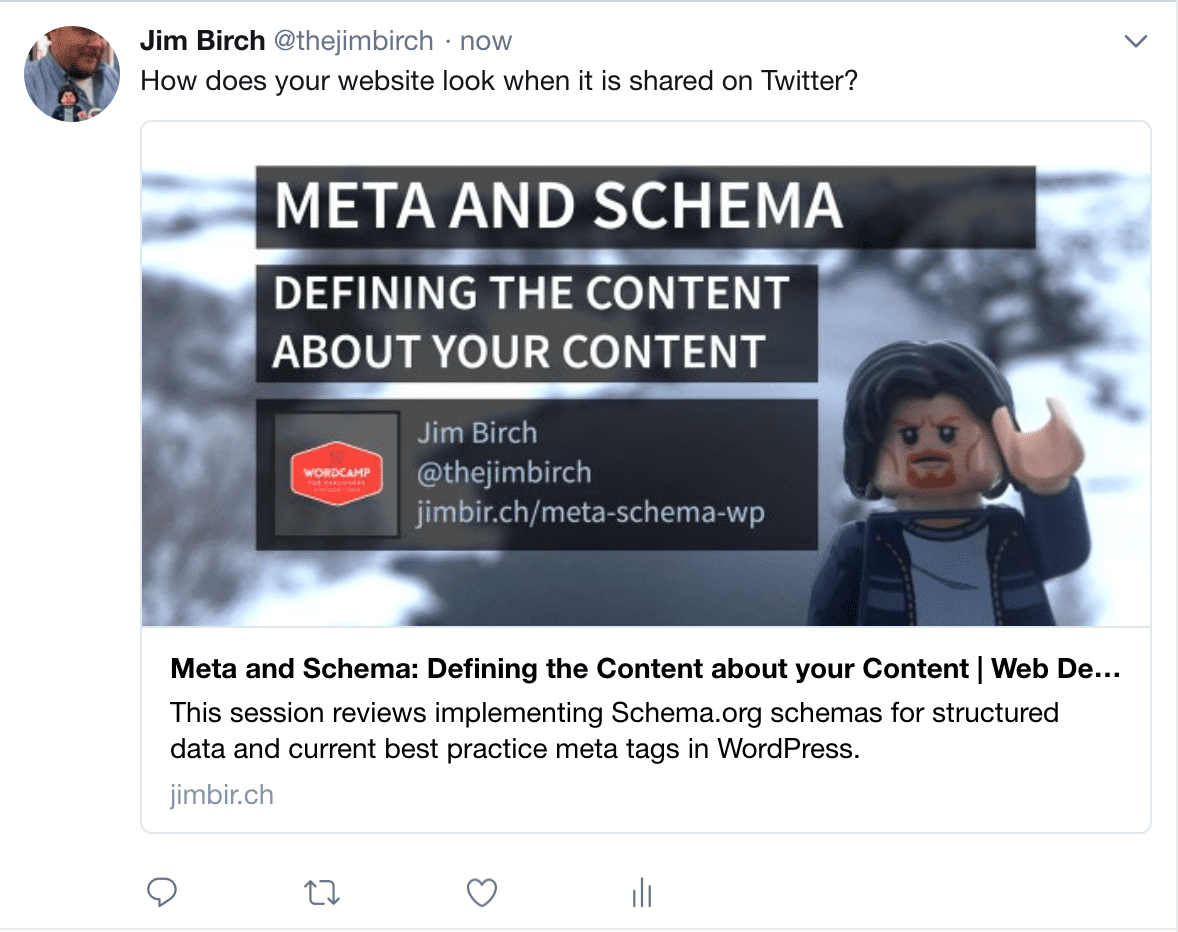 Jim Birch @thejimbirch · now
How does your website look when it is shared on Twitter?
META AND SCHEMA
DEFINING THE CONTENT
ABOUT YOUR CONTENT
Jim Birch
@thejimbirch
jimbir.ch/meta-schema-wp
WORDCAMP
Meta and Schema: Defining the Content about your Content | Web De...
This session reviews implementing Schema.org schemas for structured
data and current best practice meta tags in WordPress.
jimbir.ch